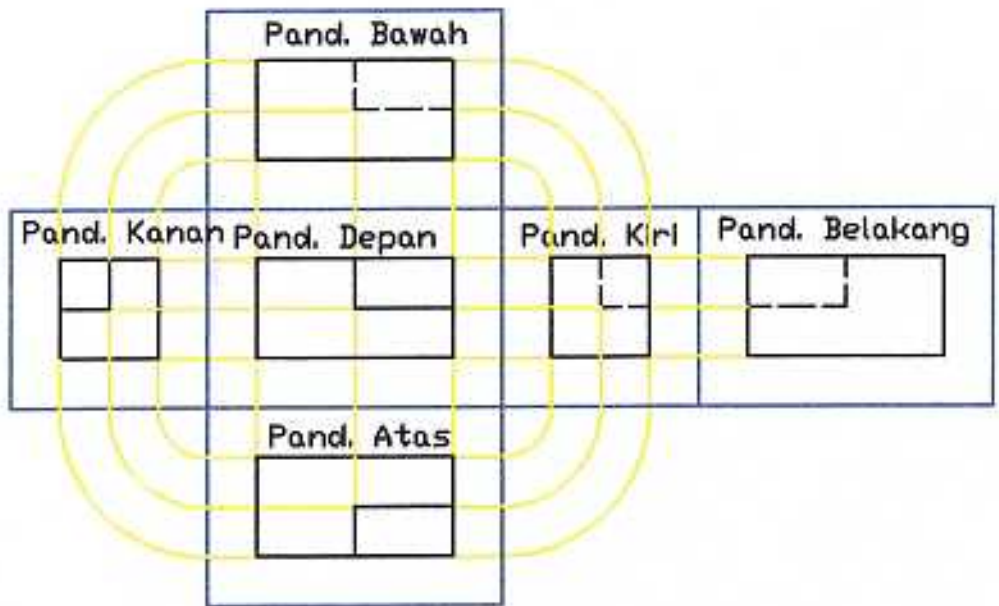 Pand. Bawah
Pand. Kanan
Pand. Depan
Pand. Kiri
Pand. Belakang
Pand. Atas